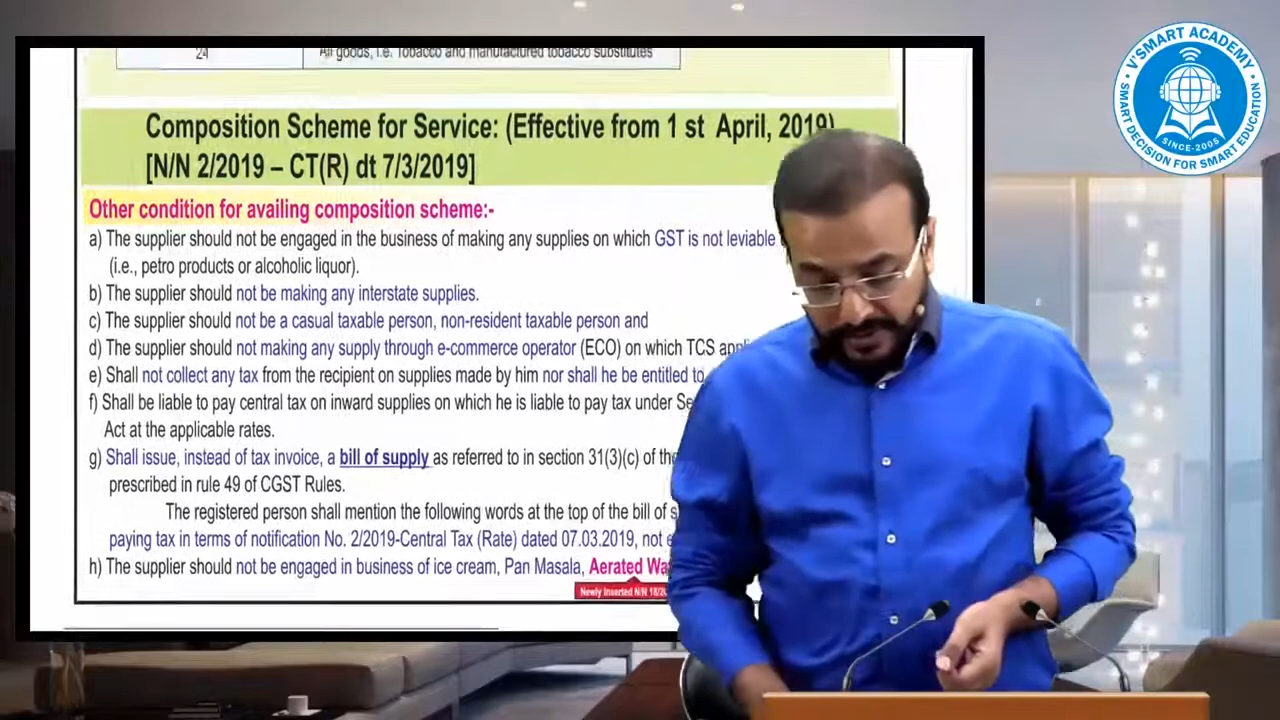 24 All goods, i.e. Tobacco and manufactured tobacco substitutes
Composition Scheme for Service: (Effective from 1 st April, 2019)
[N/N 2/2019 – CT(R) dt 7/3/2019]
Other condition for availing composition scheme:-
a) The supplier should not be engaged in the business of making any supplies on which GST is not leviable
(i.e., petro products or alcoholic liquor).
b) The supplier should not be making any interstate supplies.
c) The supplier should not be a casual taxable person, non-resident taxable person and
d) The supplier should not making any supply through e-commerce operator (ECO) on which TCS
e) Shall not collect any tax from the recipient on supplies made by him nor shall he be entitled to
f) Shall be liable to pay central tax on inward supplies on which he is liable to pay tax under
Act at the applicable rates.
g) Shall issue, instead of tax invoice, a bill of supply as referred to in section 31(3)(c) of
prescribed in rule 49 of CGST Rules.
The registered person shall mention the following words at the top of the bill of
paying tax in terms of notification No. 2/2019-Central Tax (Rate) dated 07.03.2019, not
h) The supplier should not be engaged in business of ice cream, Pan Masala, Aerated
Newly Inserted N/N
V'SMART ACADEMY
SINCE-2005
SMART DECISION FOR SMART EDUCATION